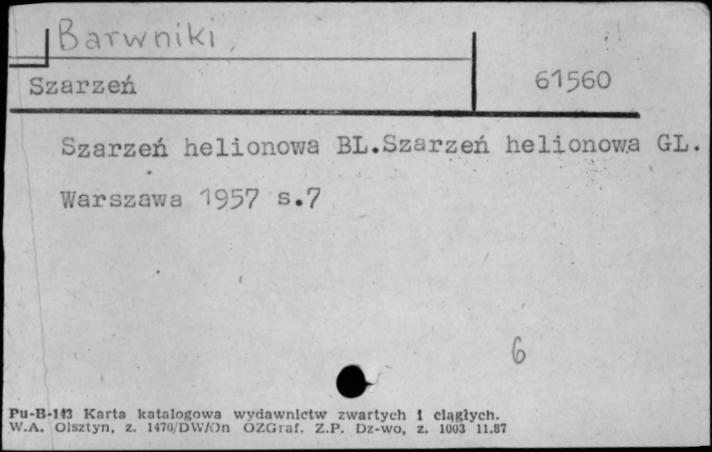 Barwniki
Szarzeń 61560
Szarzeń helionowa BL.Szarzeń helionowa GL.
Warszawa 1957 s.7
6
Pu-B-143 Karta katalogowa wydawnictw zwartych i ciągłych.
W.A. Olsztyn, z. 1470/DW/On OZGraf. Z.P. Dz-wo, z. 1003 11.87